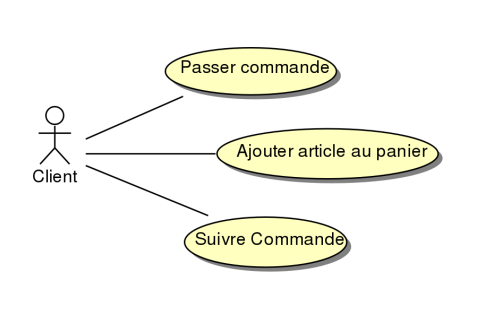 Passer commande
Ajouter article au panier
Client
Suivre Commande